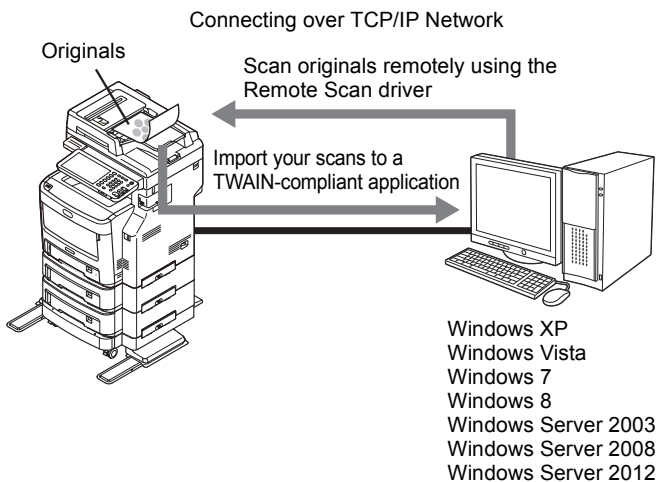 Connecting over TCP/IP Network
Originals
Scan originals remotely using the
Remote Scan driver
Import your scans to a
TWAIN-compliant application
Windows XP
Windows Vista
Windows 7
Windows 8
Windows Server 2003
Windows Server 2008
Windows Server 2012